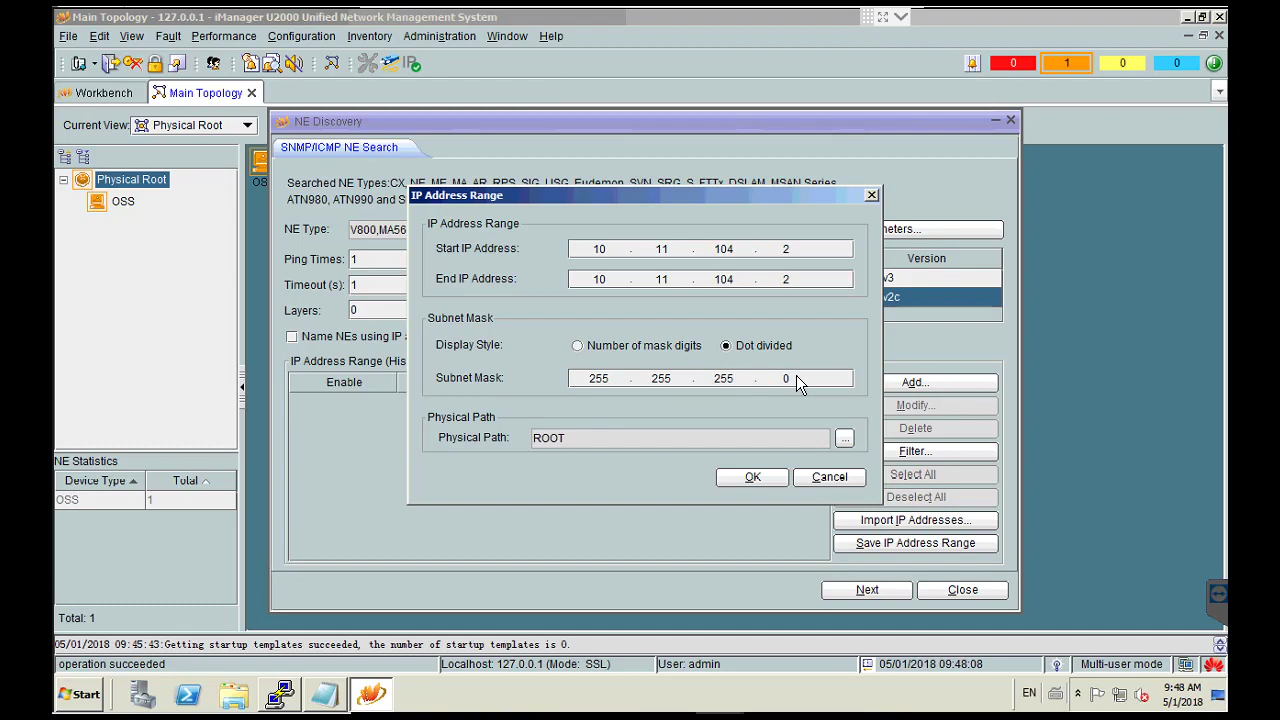 Main Topology - 127.0.0.1 - iManager U2000 Unified Network Management System
File Edit View Fault Performance Configuration Inventory Administration Window Help
0 1 0 0
Workbench Main Topology
Current View: Physical Root
NE Discovery
SNMP/ICMP NE Search
Physical Root
OSS
Searched NE Types:CX, NE, ME, MA, AR, RPS, SIG, USG, Eudemon, SVN, SRG, S, FTTx, DSLAM, MSAN Series
ATN980, ATN990 and S
NE Type: V800,MA56
Ping Times: 1
Timeout (s): 1
Layers: 0
Name NEs using IP
IP Address Range (His
Enable
IP Address Range
IP Address Range
Start IP Address: 10 . 11 . 104 . 2
End IP Address: 10 . 11 . 104 . 2
Subnet Mask
Display Style: Number of mask digits Dot divided
Subnet Mask: 255 . 255 . 255 . 0
Physical Path
Physical Path: ROOT ...
OK Cancel
meters...
Version
v3
v2c
Add...
Modify...
Delete
Filter...
Select All
Deselect All
Import IP Addresses...
Save IP Address Range
Next Close
NE Statistics
Device Type Total
OSS 1
Total: 1
05/01/2018 09:45:43:Getting startup templates succeeded, the number of startup templates is 0.
operation succeeded Localhost: 127.0.0.1 (Mode: SSL) User: admin 05/01/2018 09:48:08 Multi-user mode
Start EN 9:48 AM
5/1/2018